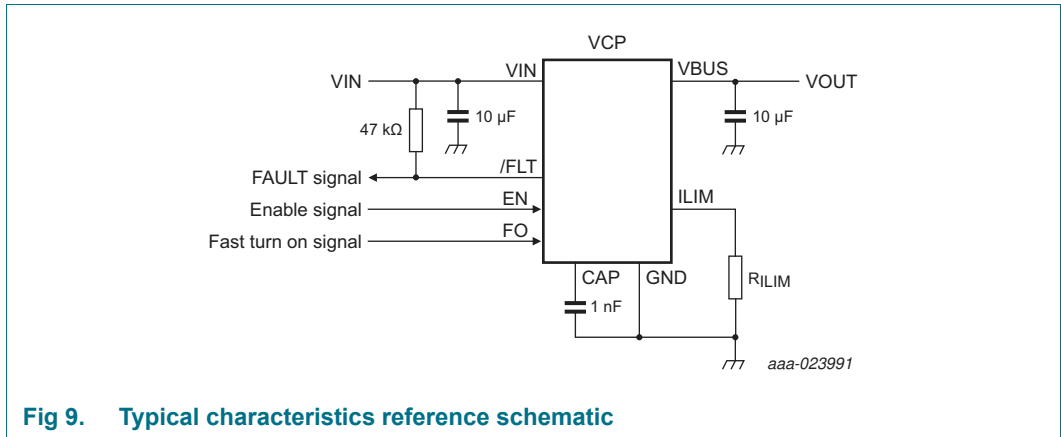 VCP
VIN
VIN
VBUS
VOUT
10 µF
10 µF
47 kΩ
/FLT
FAULT signal
EN
ILIM
Enable signal
FO
Fast turn on signal
CAP
GND
RILIM
1 nF
aaa-023991
Fig 9. Typical characteristics reference schematic